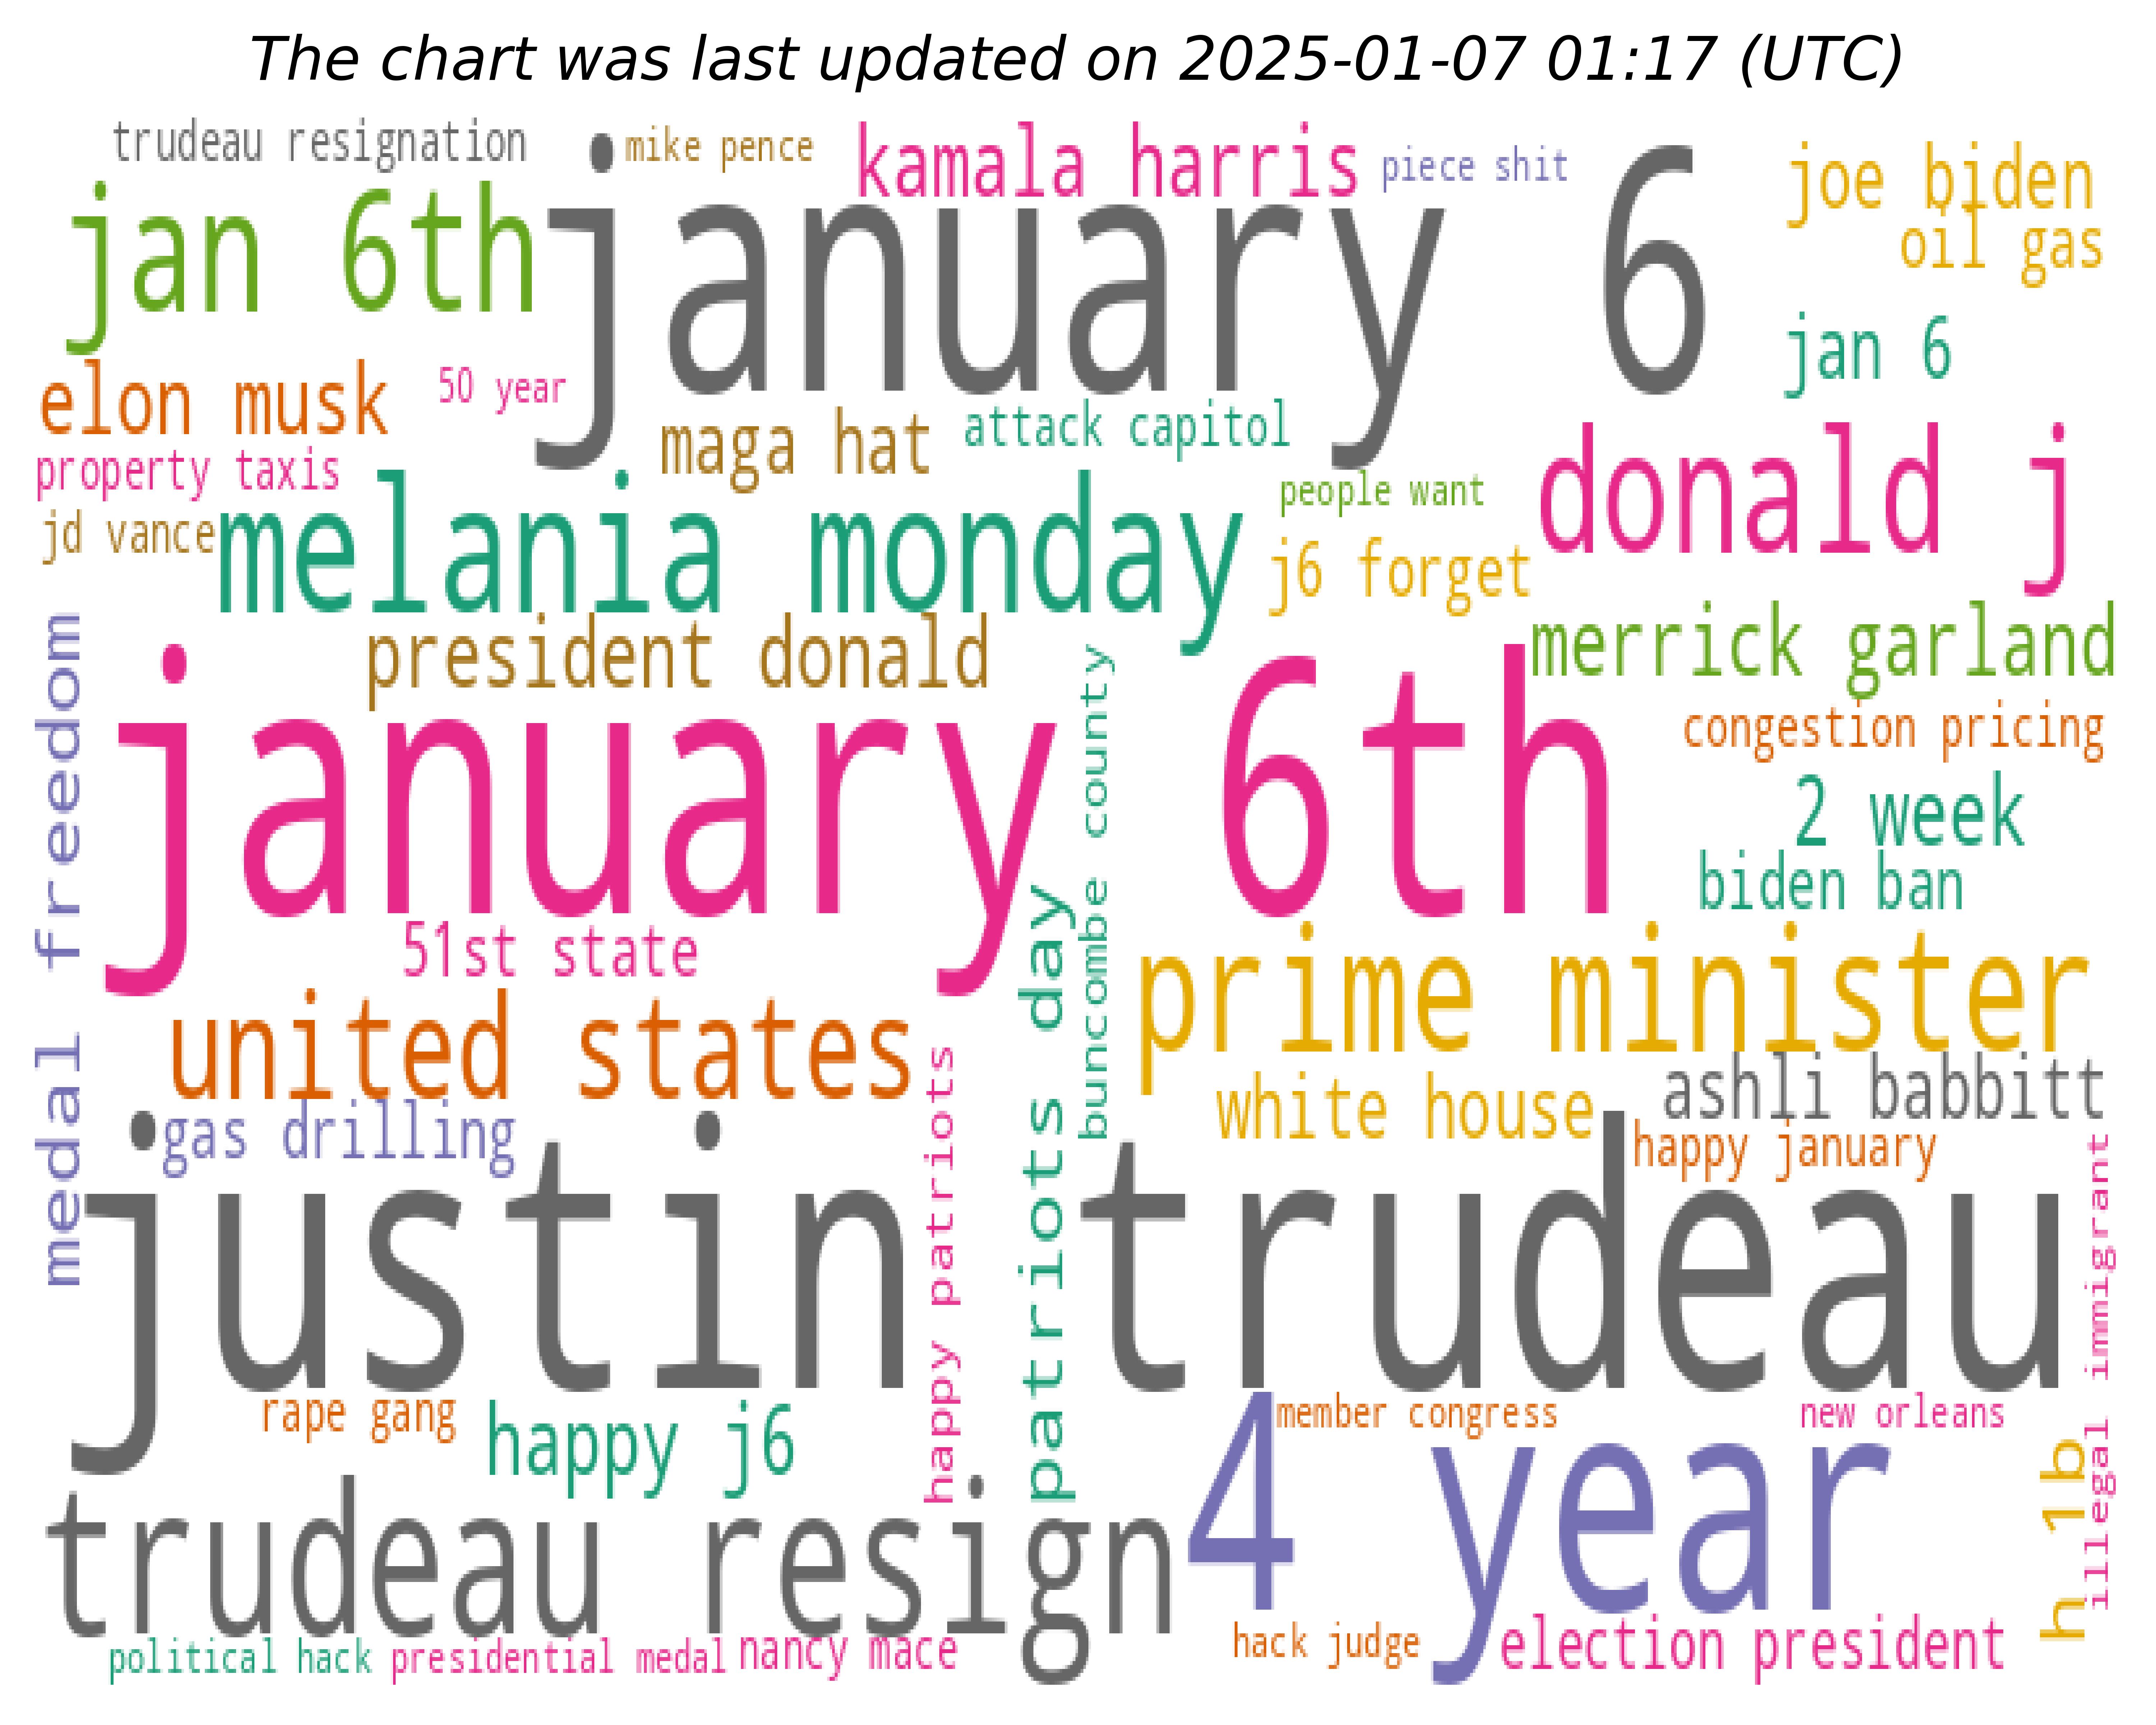 The chart was last updated on 2025-01-07 01:17 (UTC)
trudeau resignation
mike pence
kamala harris
piece shit
joe biden
oil gas
jan 6th
january 6
jan 6
elon musk
50 year
maga hat
attack capitol
donald j
property taxis
people want
jd vance
melania monday
j6 forget
president donald
merrick garland
medal freedom
january 6th
buncombe county
congestion pricing
2 week
biden ban
51st state
patriots day
prime minister
united states
happy patriots
white house
ashli babbitt
gas drilling
happy january
illegal immigrant
justin trudeau
rape gang
happy j6
member congress
new orleans
4 year
h 1b
trudeau resign
political hack
presidential medal
nancy mace
hack judge
election president